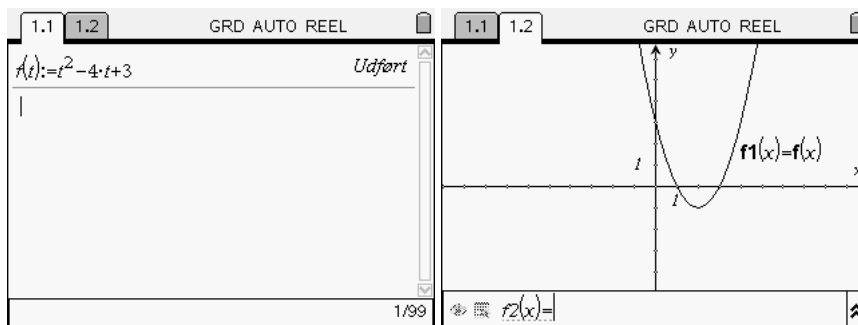 1.1 1.2 GRD AUTO REEL
f(t):=t²−4·t+3 Udført
1/99
1.1 1.2 GRD AUTO REEL
y
f1(x)=f(x)
1
x
1
f2(x)=